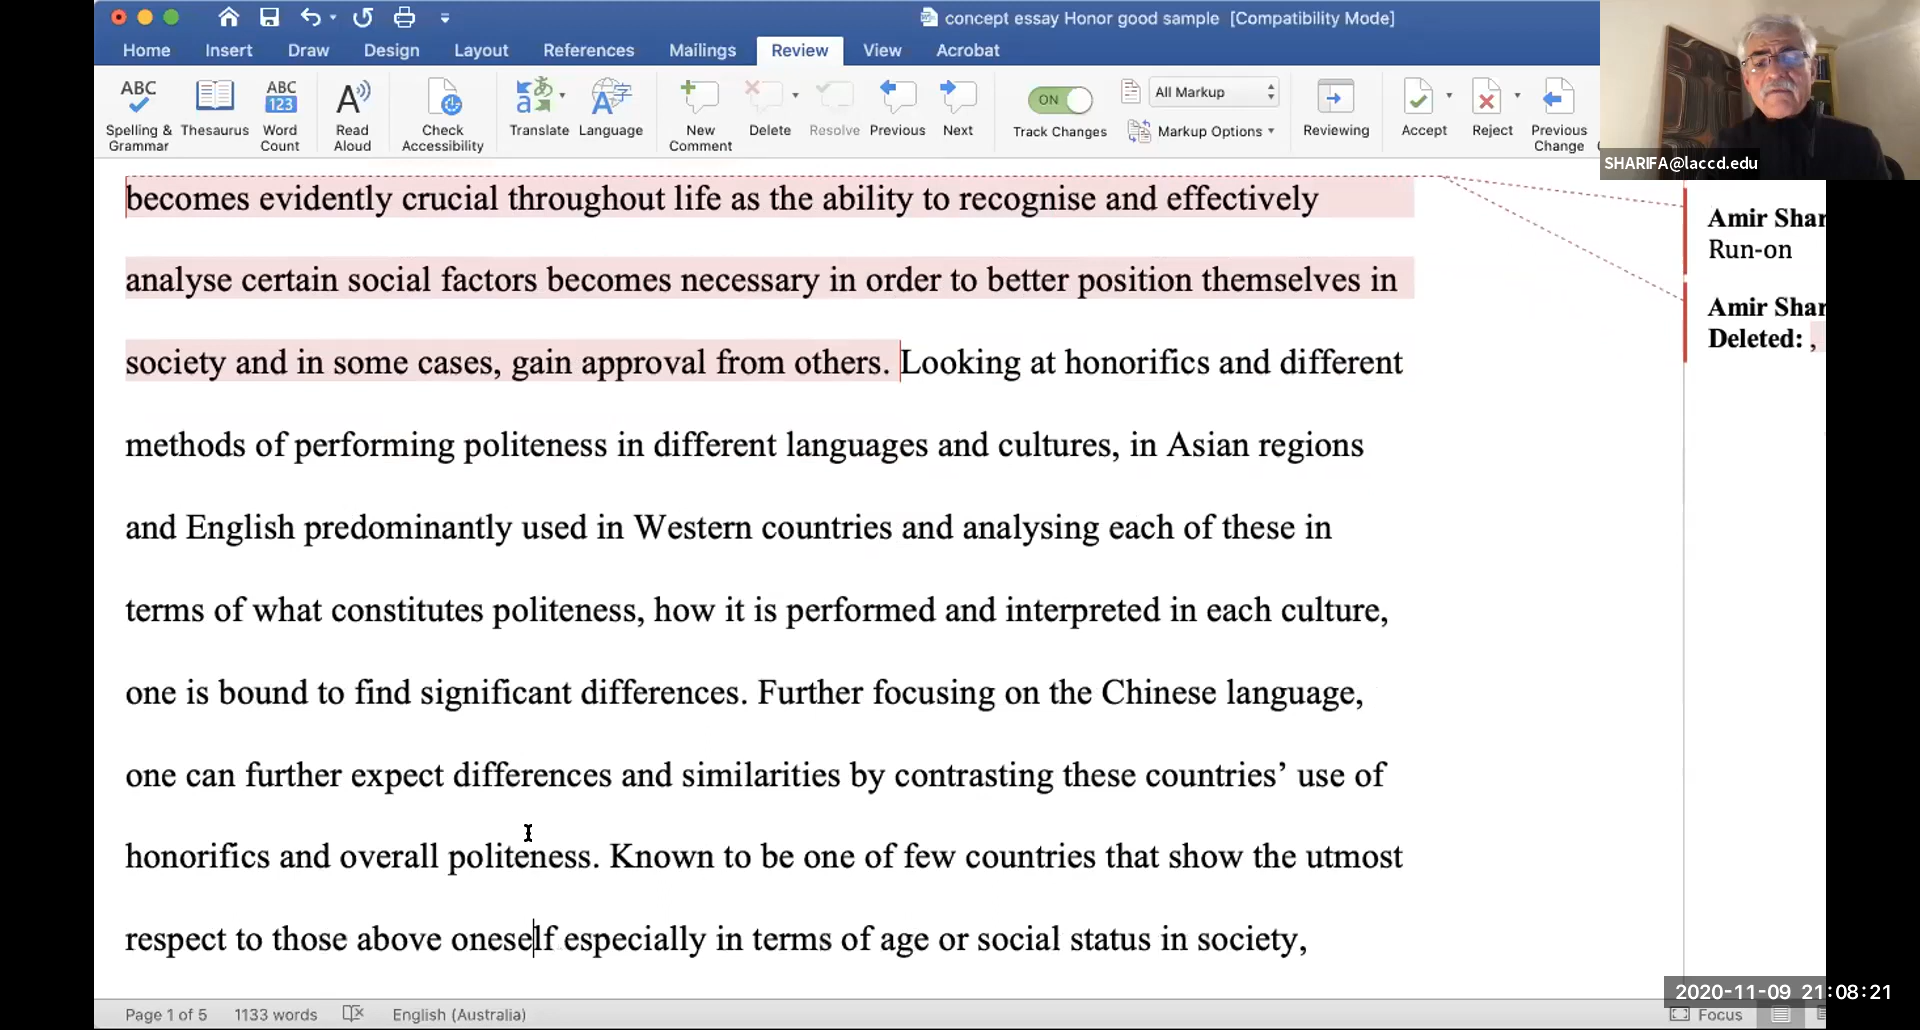 concept essay Honor good sample [Compatibility Mode]
Home Insert Draw Design Layout References Mailings Review View Acrobat
ABC ABC 123
Spelling & Grammar Thesaurus Word Count Read Aloud Check Accessibility Translate Language New Comment Delete Resolve Previous Next ON Track Changes All Markup Markup Options Reviewing Accept Reject Previous Change
SHARIFA@laccd.edu
becomes evidently crucial throughout life as the ability to recognise and effectively
analyse certain social factors becomes necessary in order to better position themselves in
society and in some cases, gain approval from others. Looking at honorifics and different
methods of performing politeness in different languages and cultures, in Asian regions
and English predominantly used in Western countries and analysing each of these in
terms of what constitutes politeness, how it is performed and interpreted in each culture,
one is bound to find significant differences. Further focusing on the Chinese language,
one can further expect differences and similarities by contrasting these countries’ use of
honorifics and overall politeness. Known to be one of few countries that show the utmost
respect to those above oneself especially in terms of age or social status in society,
Amir Shar
Run-on
Amir Shar
Deleted: ,
2020-11-09 21:08:21
Page 1 of 5 1133 words English (Australia) Focus